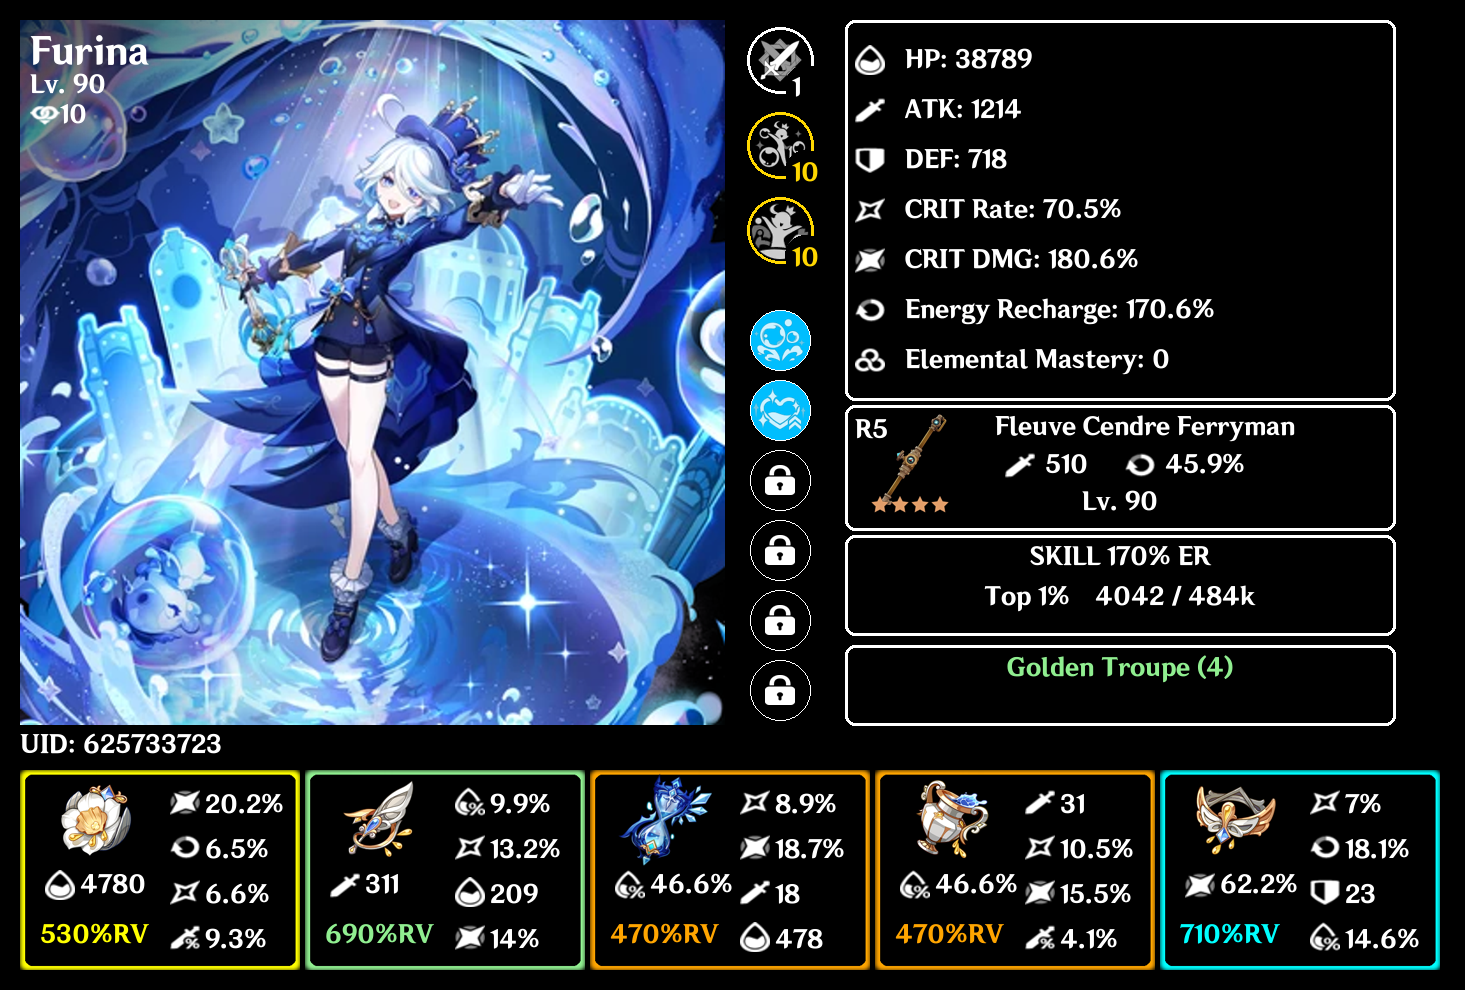 Furina
Lv. 90
10
1
10
10
HP: 38789
ATK: 1214
DEF: 718
CRIT Rate: 70.5%
CRIT DMG: 180.6%
Energy Recharge: 170.6%
Elemental Mastery: 0
R5
Fleuve Cendre Ferryman
510 45.9%
Lv. 90
SKILL 170% ER
Top 1% 4042 / 484k
Golden Troupe (4)
UID: 625733723
4780
530%RV
20.2%
6.5%
6.6%
9.3%
311
690%RV
9.9%
13.2%
209
14%
46.6%
470%RV
8.9%
18.7%
18
478
46.6%
470%RV
31
10.5%
15.5%
4.1%
62.2%
710%RV
7%
18.1%
23
14.6%